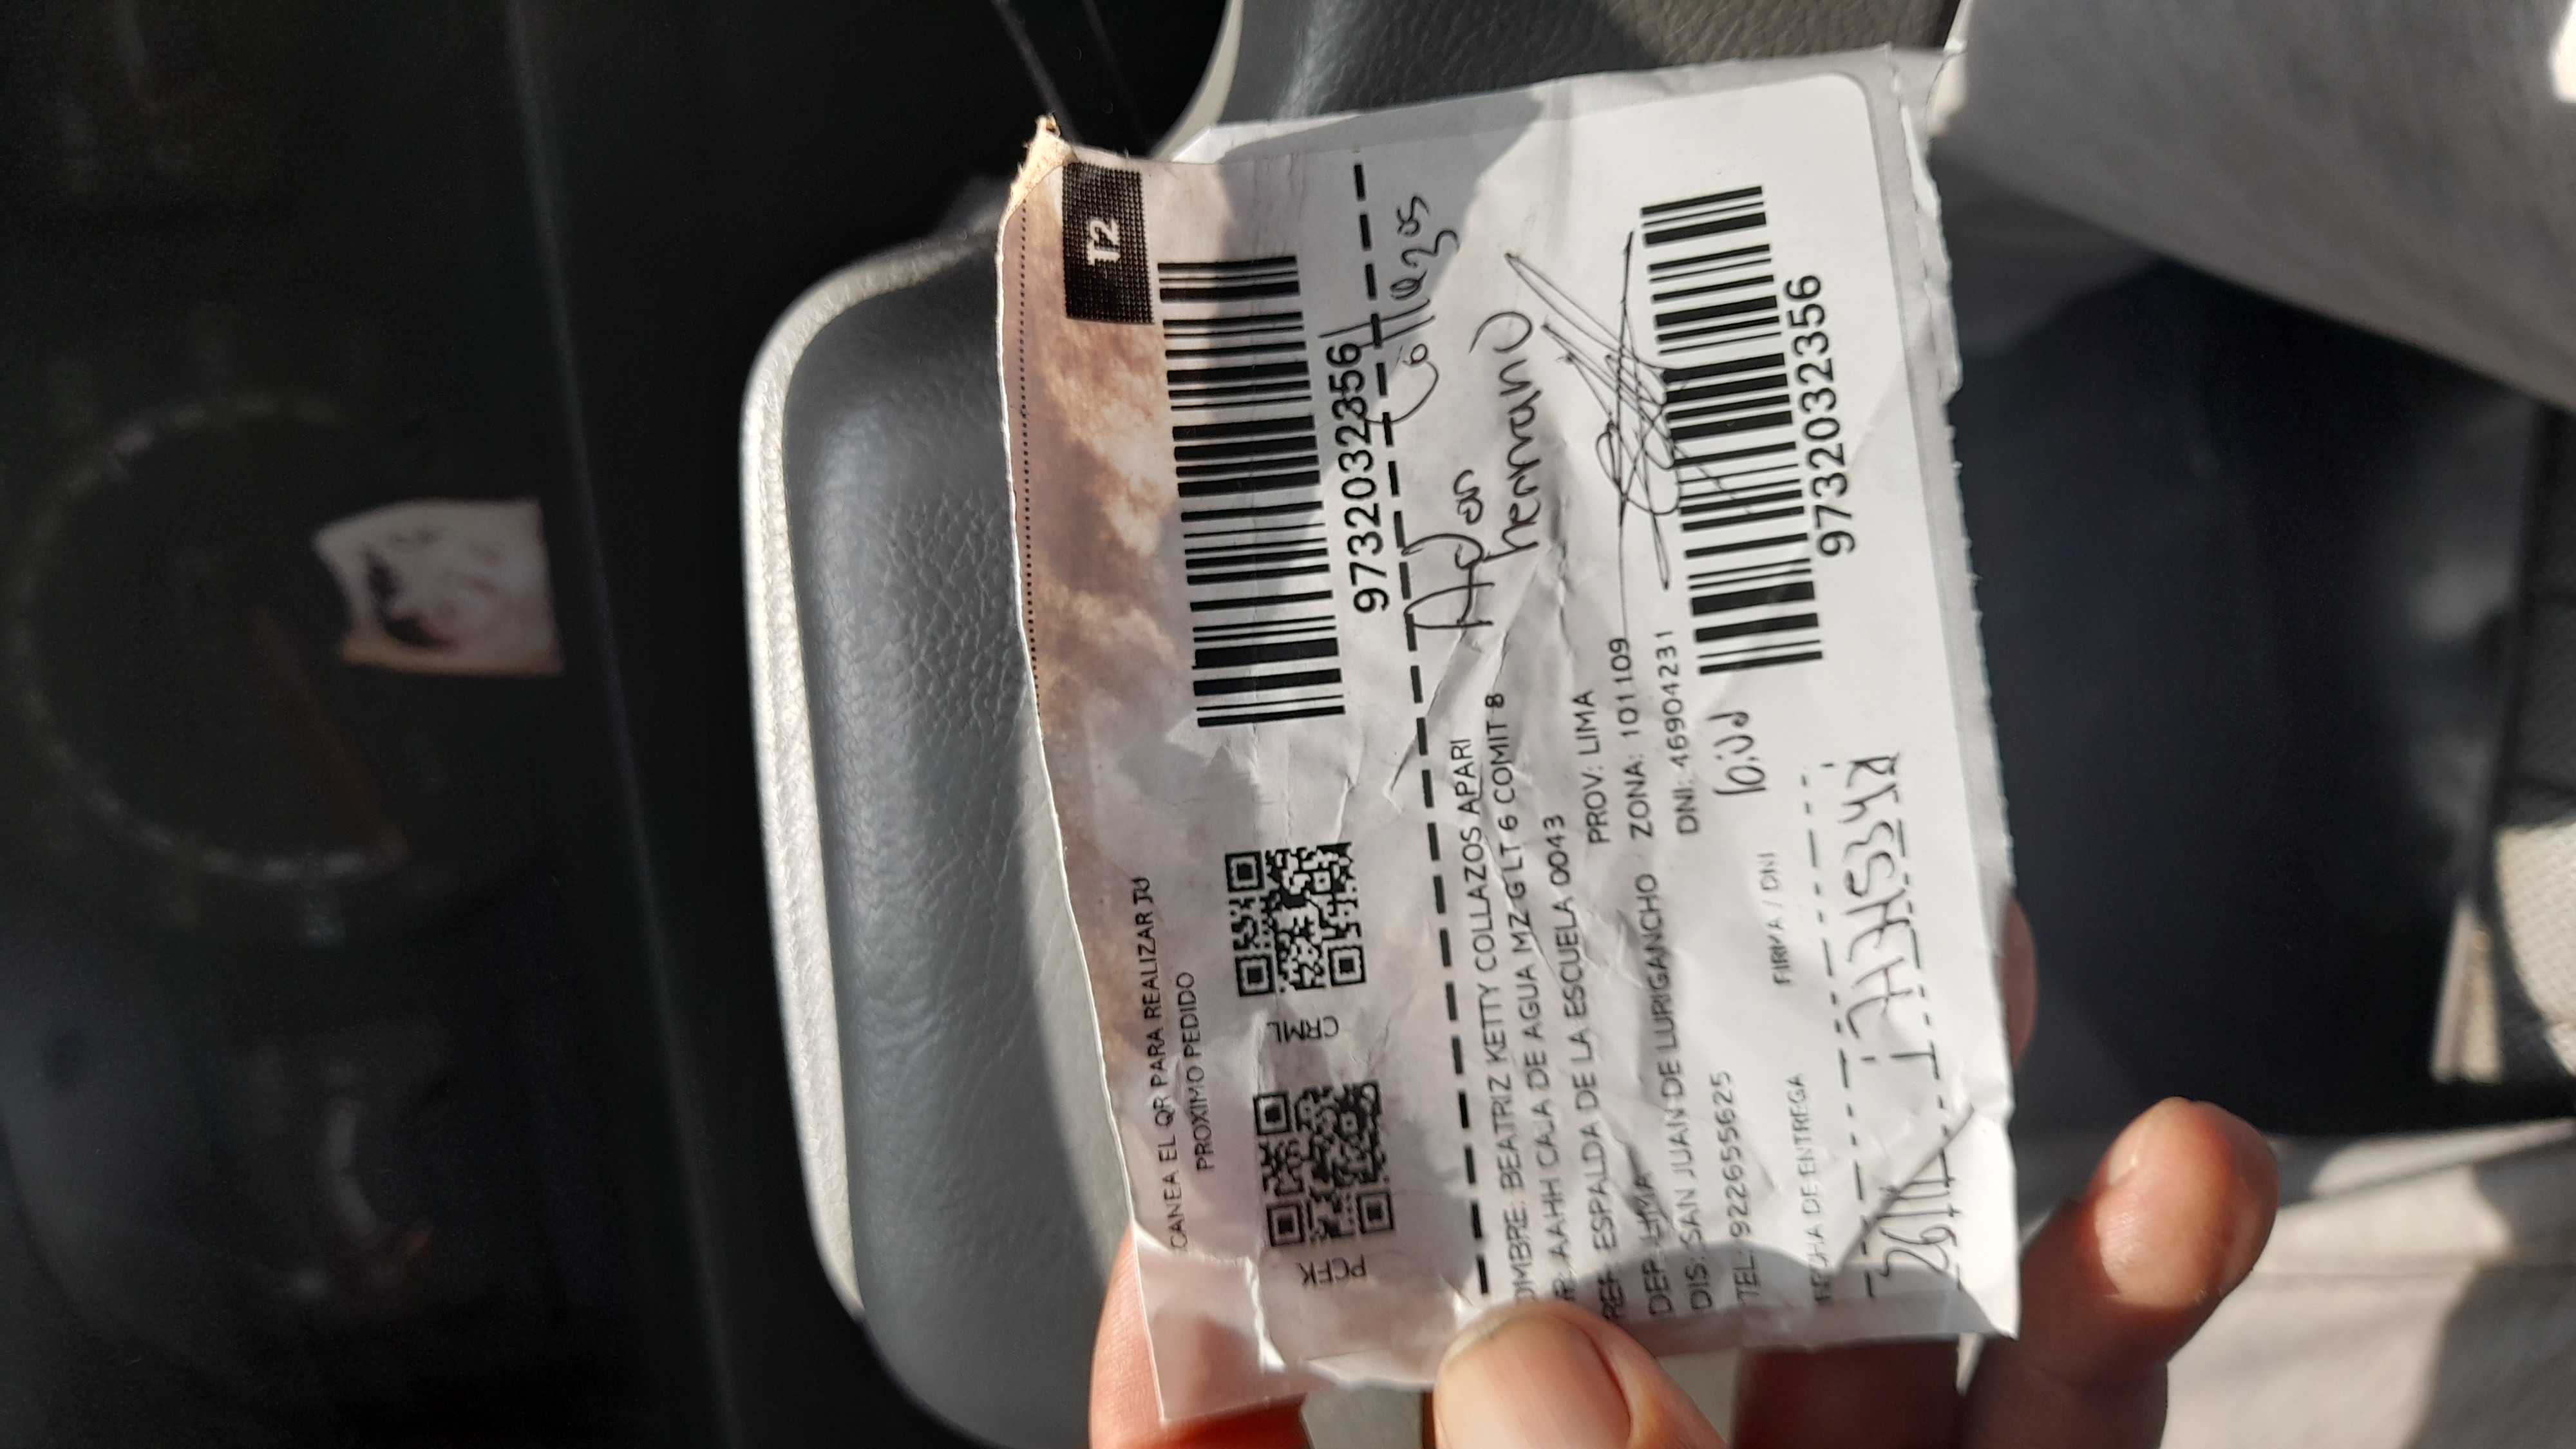 CANEA EL QR PARA REALIZAR TU
PROXIMO PEDIDO
T2
PCFK
9732032356
Collazos
Adan
hermano
OMBRE: BEATRIZ KETTY COLLAZOS APARI
R: AAHH CAJA DE AGUA MZ G LT 6 COMIT 8
REF: ESPALDA DE LA ESCUELA 0043
DEP: LIMA PROV: LIMA
DIS: SAN JUAN DE LURIGANCHO ZONA: 101109
TEL: 922655625 DNI: 46904231
FECHA DE ENTREGA FIRMA / DNI
9732032356